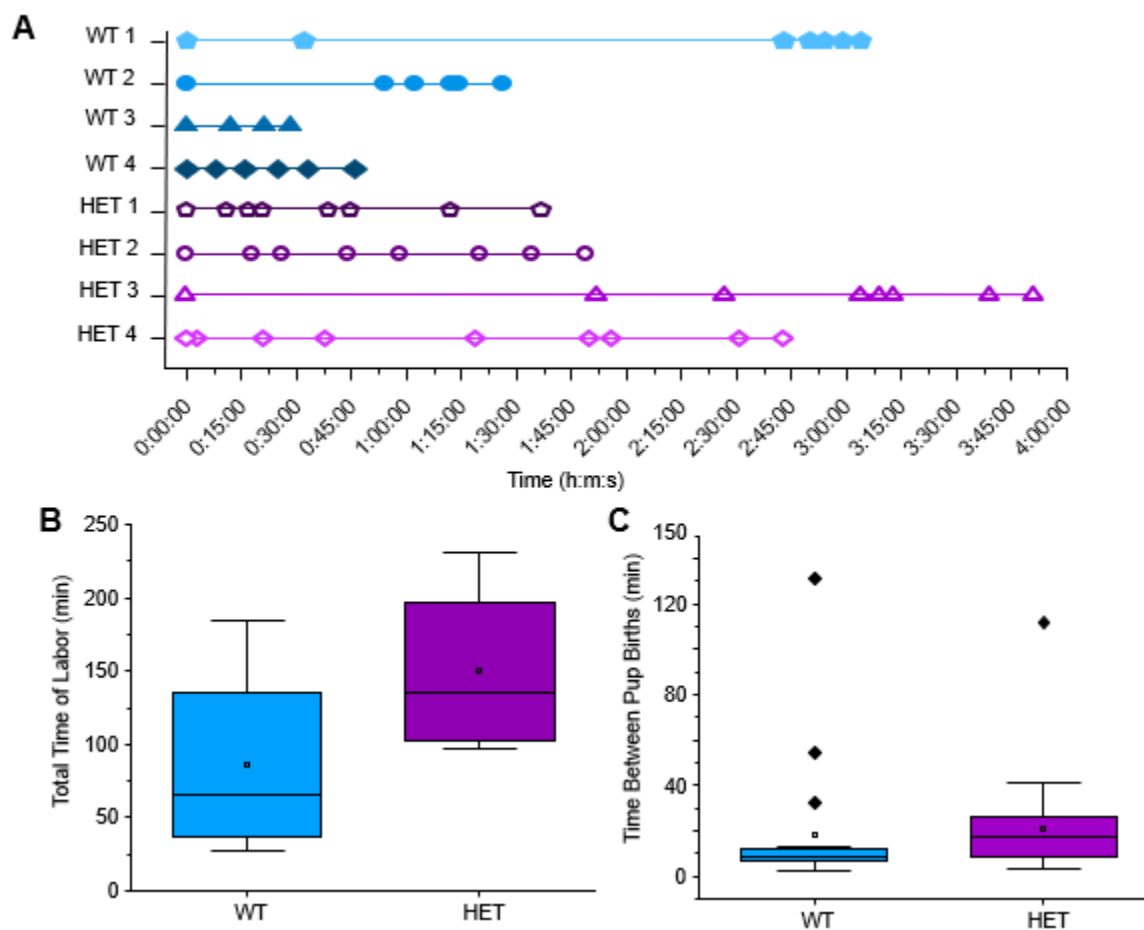 A
WT 1
WT 2
WT 3
WT 4
HET 1
HET 2
HET 3
HET 4
0:00:00 0:15:00 0:30:00 0:45:00 1:00:00 1:15:00 1:30:00 1:45:00 2:00:00 2:15:00 2:30:00 2:45:00 3:00:00 3:15:00 3:30:00 3:45:00 4:00:00
Time (h:m:s)
B
Total Time of Labor (min)
250
200
150
100
50
0
WT HET
C
Time Between Pup Births (min)
150
120
80
40
0
WT HET